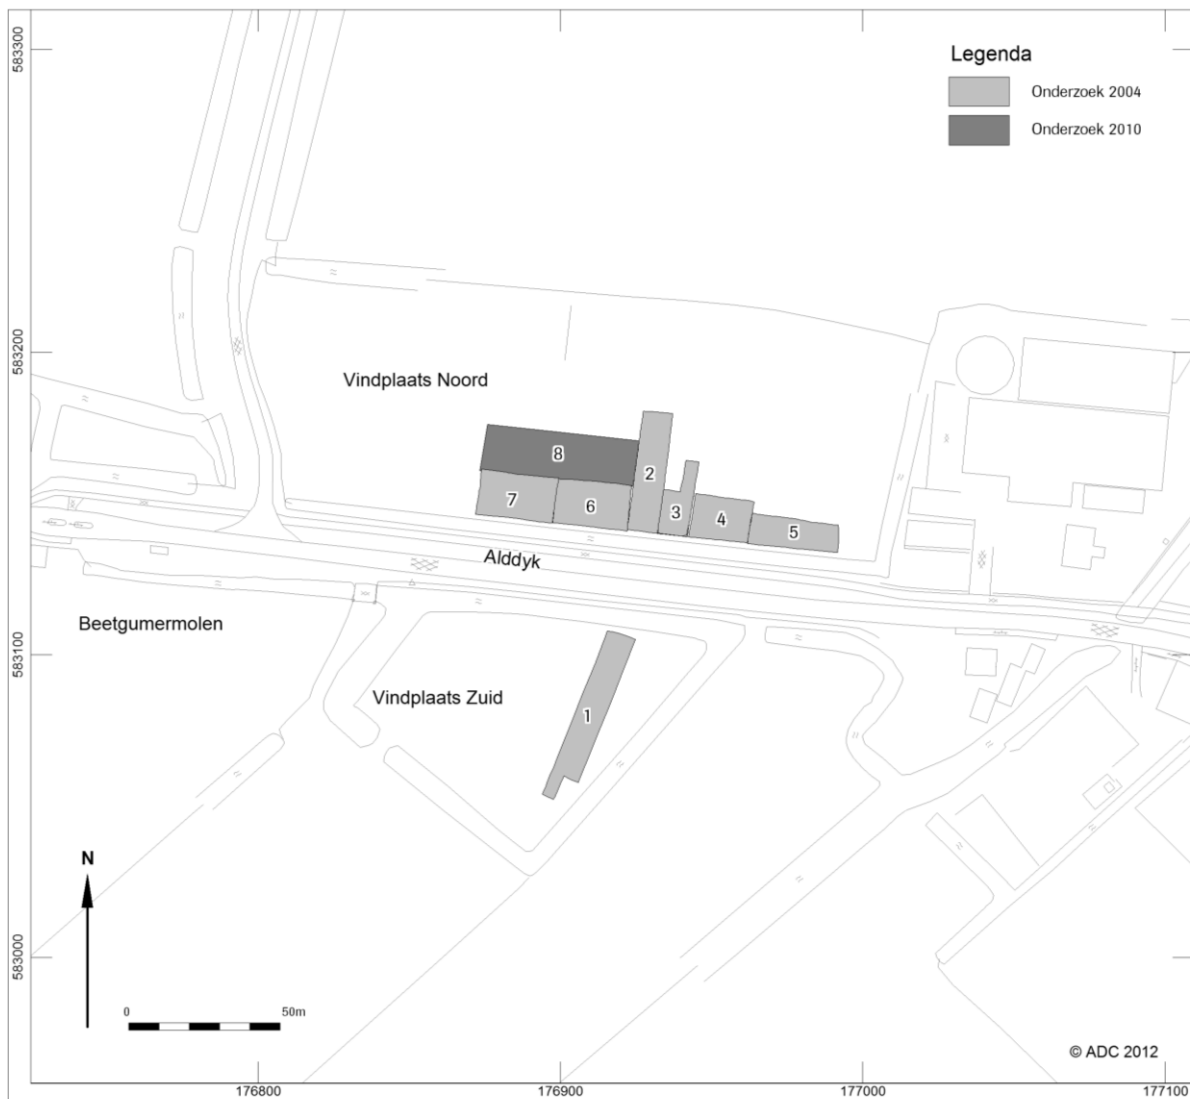 583300
Legenda
Onderzoek 2004
Onderzoek 2010
583200
Vindplaats Noord
8
2
7
6
3
4
5
Alddyk
Beetgumermolen
583100
Vindplaats Zuid
1
N
583000
0
50m
© ADC 2012
176800
176900
177000
177100